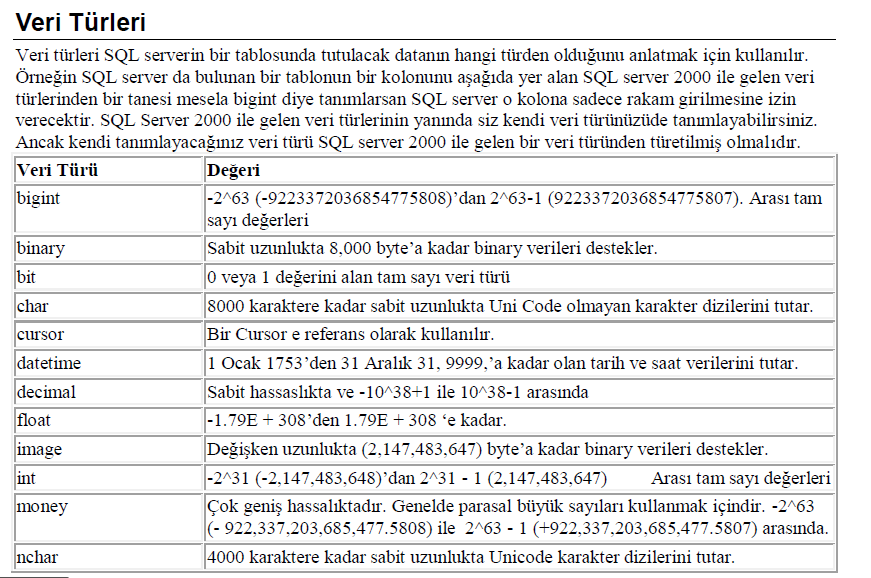 Veri Türleri
Veri türleri SQL serverin bir tablosunda tutulacak datanın hangi türden olduğunu anlatmak için kullanılır.
Örneğin SQL server da bulunan bir tablonun bir kolonunu aşağıda yer alan SQL server 2000 ile gelen veri
türlerinden bir tanesi mesela bigint diye tanımlarsan SQL server o kolona sadece rakam girilmesine izin
verecektir. SQL Server 2000 ile gelen veri türlerinin yanında siz kendi veri türünüzüde tanımlayabilirsiniz.
Ancak kendi tanımlayacağınız veri türü SQL server 2000 ile gelen bir veri türünden türetilmiş olmalıdır.
Veri Türü Değeri
bigint -2^63 (-9223372036854775808)’dan 2^63-1 (9223372036854775807). Arası tam
sayı değerleri
binary Sabit uzunlukta 8,000 byte’a kadar binary verileri destekler.
bit 0 veya 1 değerini alan tam sayı veri türü
char 8000 karaktere kadar sabit uzunlukta Uni Code olmayan karakter dizilerini tutar.
cursor Bir Cursor e referans olarak kullanılır.
datetime 1 Ocak 1753’den 31 Aralık 31, 9999,’a kadar olan tarih ve saat verilerini tutar.
decimal Sabit hassaslıkta ve -10^38+1 ile 10^38-1 arasında
float -1.79E + 308’den 1.79E + 308 ‘e kadar.
image Değişken uzunlukta (2,147,483,647) byte’a kadar binary verileri destekler.
int -2^31 (-2,147,483,648)’dan 2^31 - 1 (2,147,483,647) Arası tam sayı değerleri
money Çok geniş hassalıktadır. Genelde parasal büyük sayıları kullanmak içindir. -2^63
(- 922,337,203,685,477.5808) ile 2^63 - 1 (+922,337,203,685,477.5807) arasında.
nchar 4000 karaktere kadar sabit uzunlukta Unicode karakter dizilerini tutar.